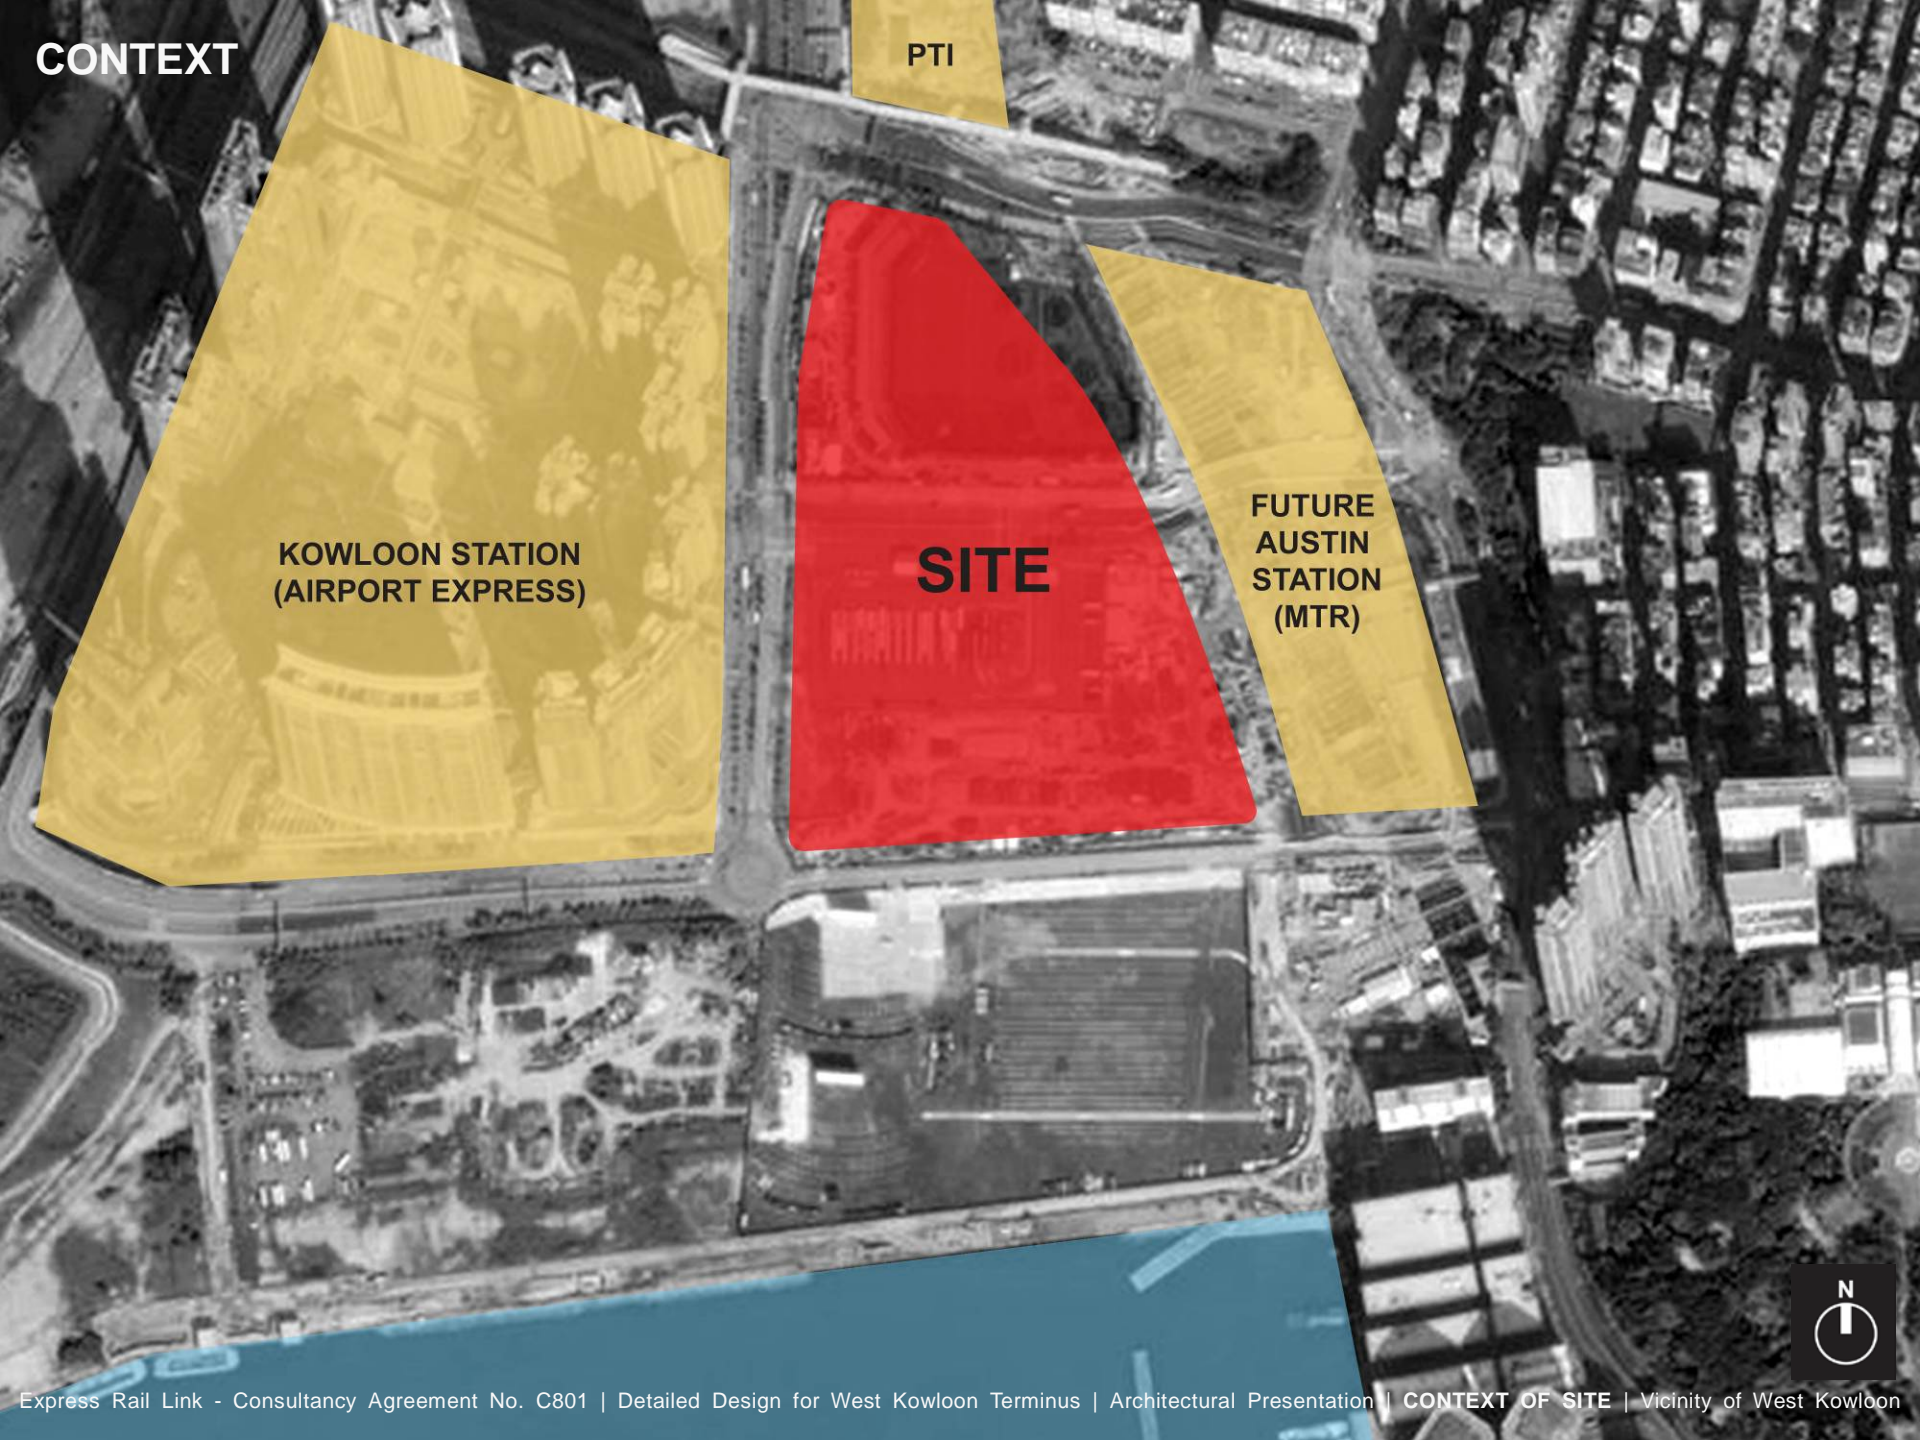 CONTEXT
PTI
KOWLOON STATION
(AIRPORT EXPRESS)
SITE
FUTURE
AUSTIN
STATION
(MTR)
N
Express Rail Link - Consultancy Agreement No. C801 | Detailed Design for West Kowloon Terminus | Architectural Presentation | CONTEXT OF SITE | Vicinity of West Kowloon